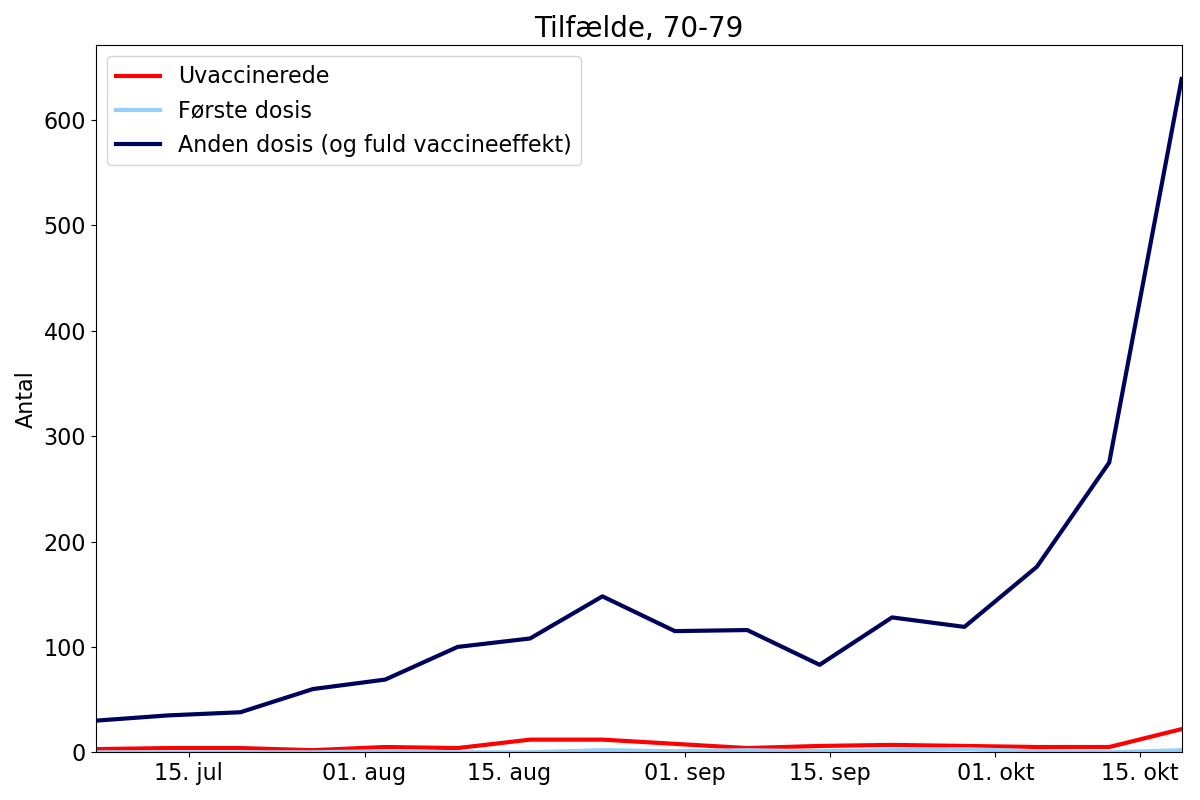 Tilfælde, 70-79
Uvaccinerede
Første dosis
Anden dosis (og fuld vaccineeffekt)
600
500
400
300
200
100
0
Antal
15. jul
01. aug
15. aug
01. sep
15. sep
01. okt
15. okt